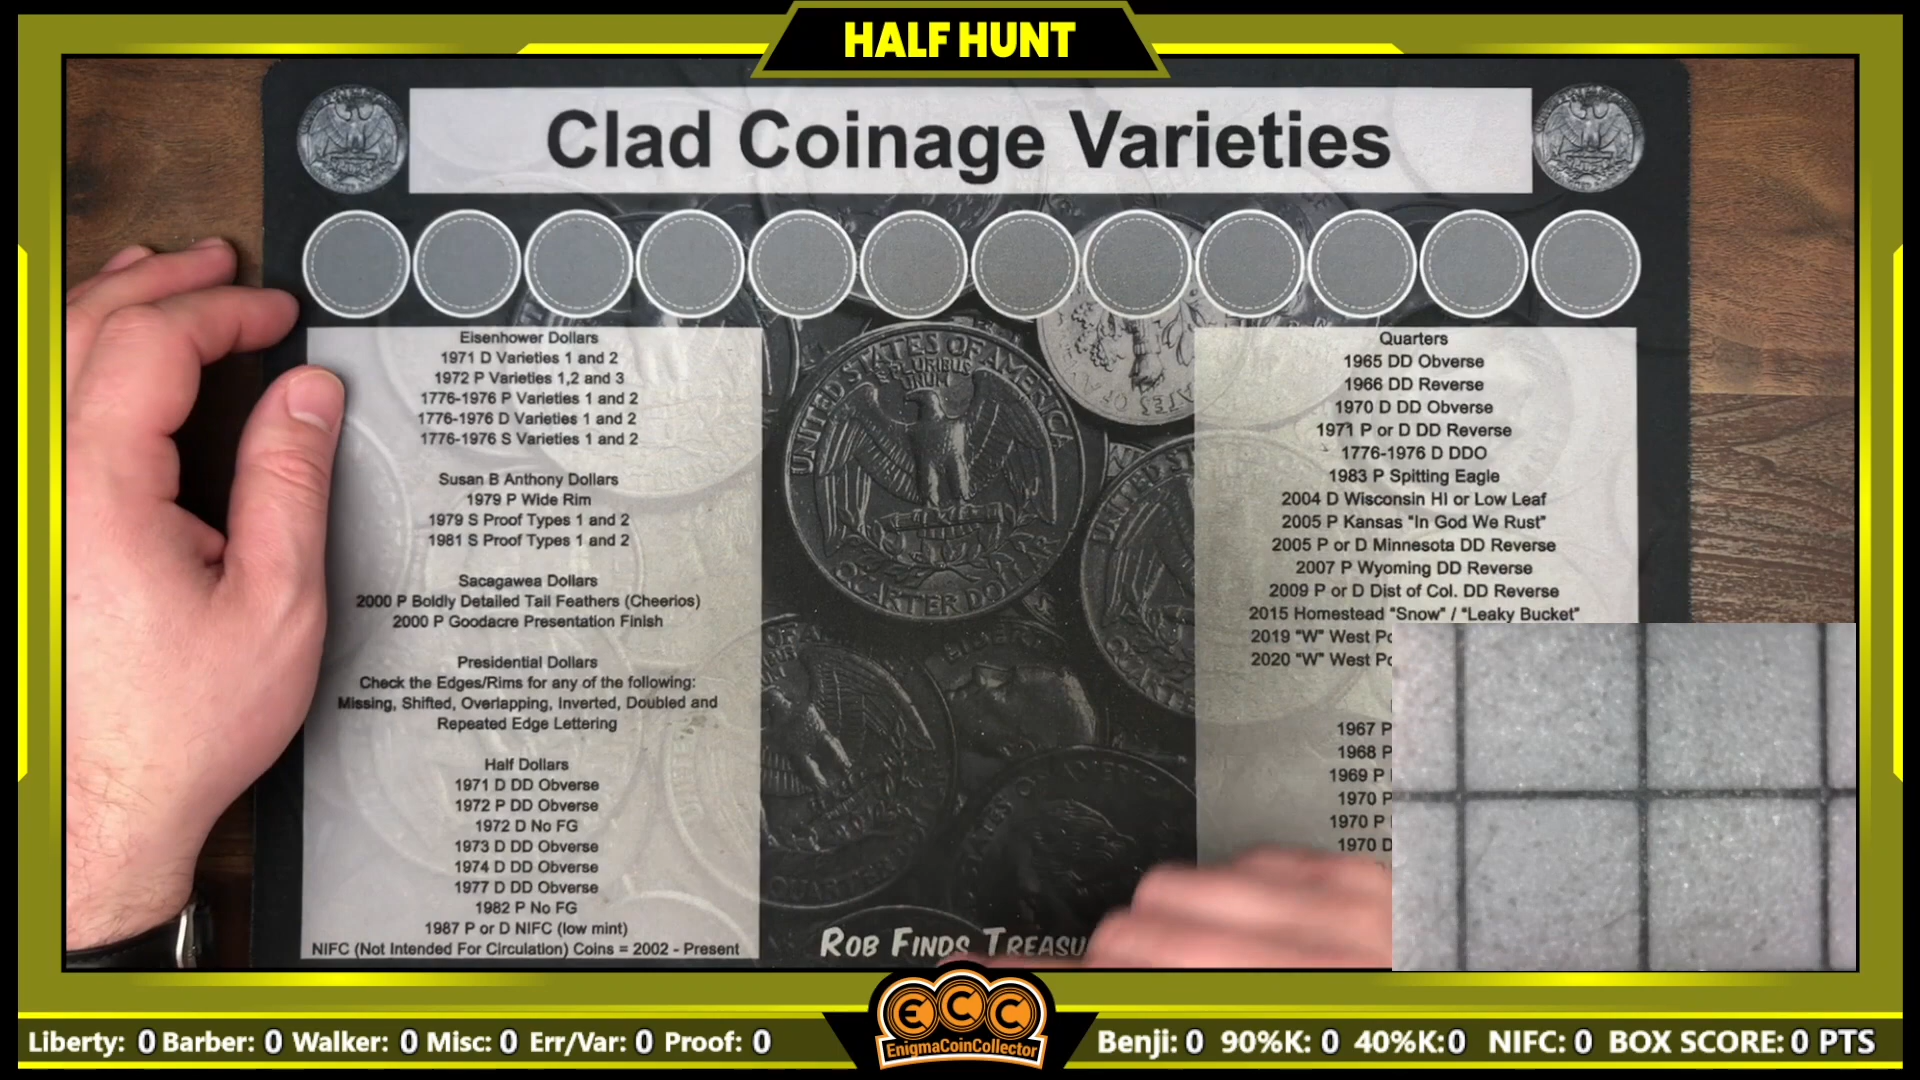 HALF HUNT
Clad Coinage Varieties
Eisenhower Dollars
1971 D Varieties 1 and 2
1972 P Varieties 1,2 and 3
1776-1976 P Varieties 1 and 2
1776-1976 D Varieties 1 and 2
1776-1976 S Varieties 1 and 2
Susan B Anthony Dollars
1979 P Wide Rim
1979 S Proof Types 1 and 2
1981 S Proof Types 1 and 2
Sacagawea Dollars
2000 P Boldly Detailed Tail Feathers (Cheerios)
2000 P Goodacre Presentation Finish
Presidential Dollars
Check the Edges/Rims for any of the following:
Missing, Shifted, Overlapping, Inverted, Doubled and
Repeated Edge Lettering
Half Dollars
1971 D DD Obverse
1972 P DD Obverse
1972 D No FG
1973 D DD Obverse
1974 D DD Obverse
1977 D DD Obverse
1982 P No FG
1987 P or D NIFC (low mint)
NIFC (Not Intended For Circulation) Coins = 2002 - Present
UNITED STATES OF AMERICA
E PLURIBUS
UNUM
QUARTER DOLLAR
LIBERTY
Quarters
1965 DD Obverse
1966 DD Reverse
1970 D DD Obverse
1971 P or D DD Reverse
1776-1976 D DDO
1983 P Spitting Eagle
2004 D Wisconsin HI or Low Leaf
2005 P Kansas "In God We Rust"
2005 P or D Minnesota DD Reverse
2007 P Wyoming DD Reverse
2009 P or D Dist of Col. DD Reverse
2015 Homestead "Snow" / "Leaky Bucket"
2019 "W" West Po
2020 "W" West Po
1967 P
1968 P
1969 P
1970 P
1970 P
1970 D
ROB FINDS TREASU
ECC
EnigmaCoinCollector
Liberty: 0 Barber: 0 Walker: 0 Misc: 0 Err/Var: 0 Proof: 0
Benji: 0 90%K: 0 40%K:0 NIFC: 0 BOX SCORE: 0 PTS